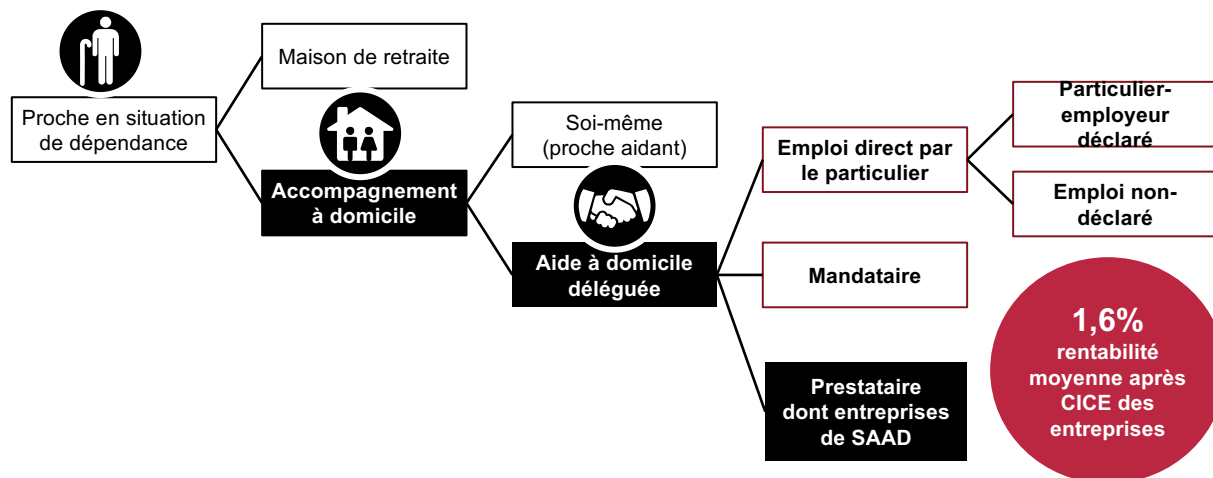 Proche en situation
de dépendance
Maison de retraite
Accompagnement
à domicile
Soi-même
(proche aidant)
Aide à domicile
déléguée
Emploi direct par
le particulier
Mandataire
Prestataire
dont entreprises
de SAAD
Particulier-
employeur
déclaré
Emploi non-
déclaré
1,6%
rentabilité
moyenne après
CICE des
entreprises